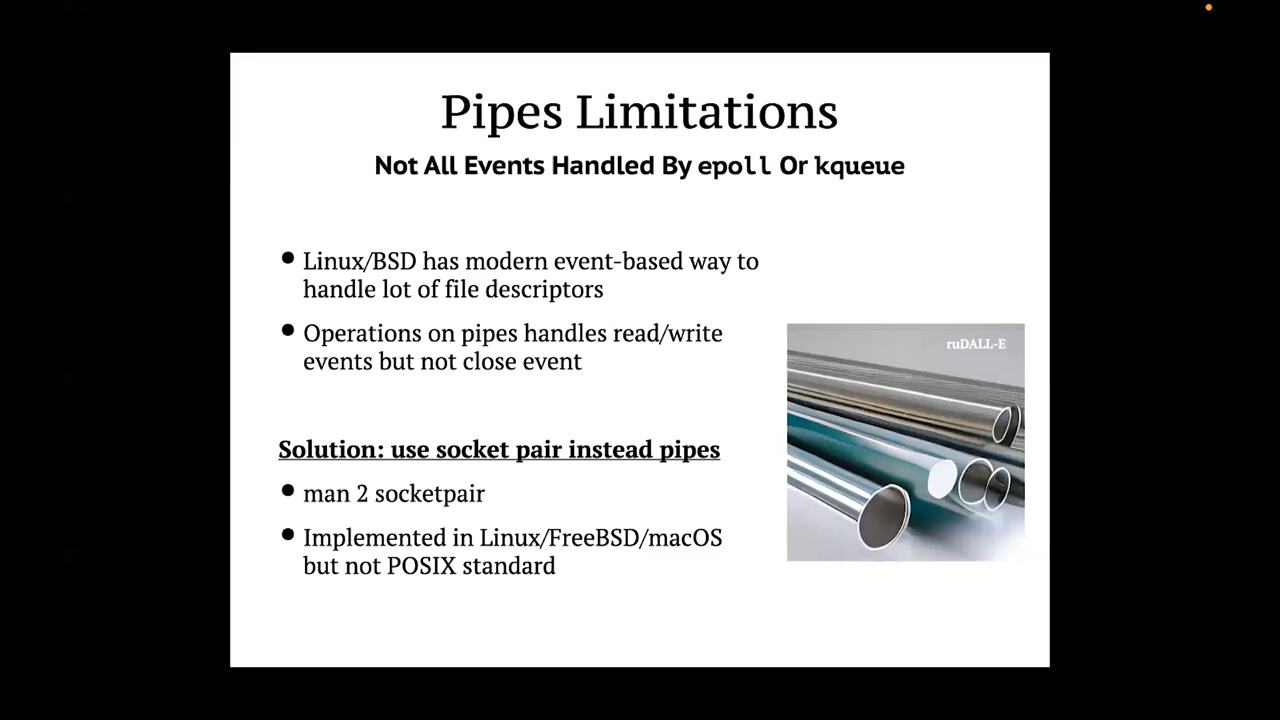 Pipes Limitations
Not All Events Handled By epoll Or kqueue
• Linux/BSD has modern event-based way to
handle lot of file descriptors
• Operations on pipes handles read/write
events but not close event
ruDALL-E
Solution: use socket pair instead pipes
• man 2 socketpair
• Implemented in Linux/FreeBSD/macOS
but not POSIX standard